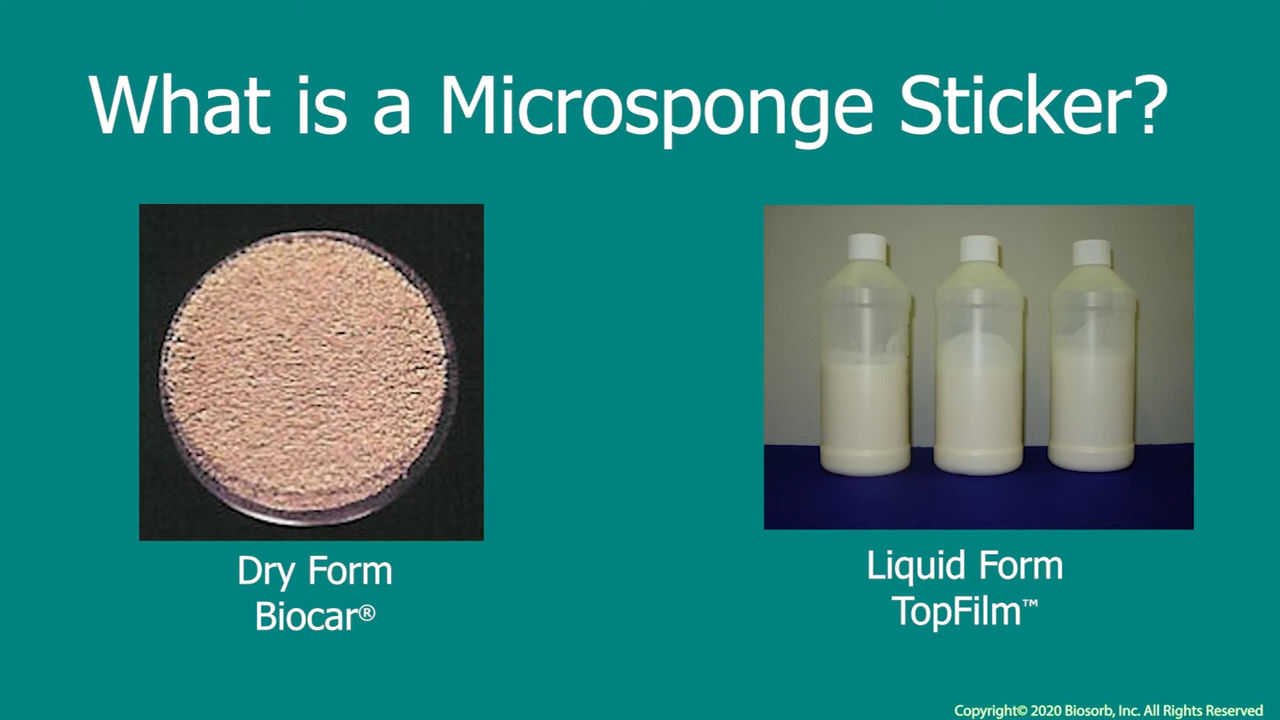 What is a Microsponge Sticker?
Dry Form
Biocar®
Liquid Form
TopFilm™
Copyright© 2020 Biosorb, Inc. All Rights Reserved